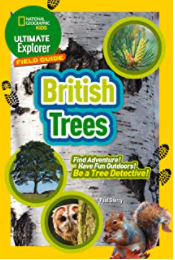 NATIONAL GEOGRAPHIC
KiDS
ULTIMATE
Explorer
FIELD GUIDE
British
Trees
Find Adventure!
Have Fun Outdoors!
Be a Tree Detective!